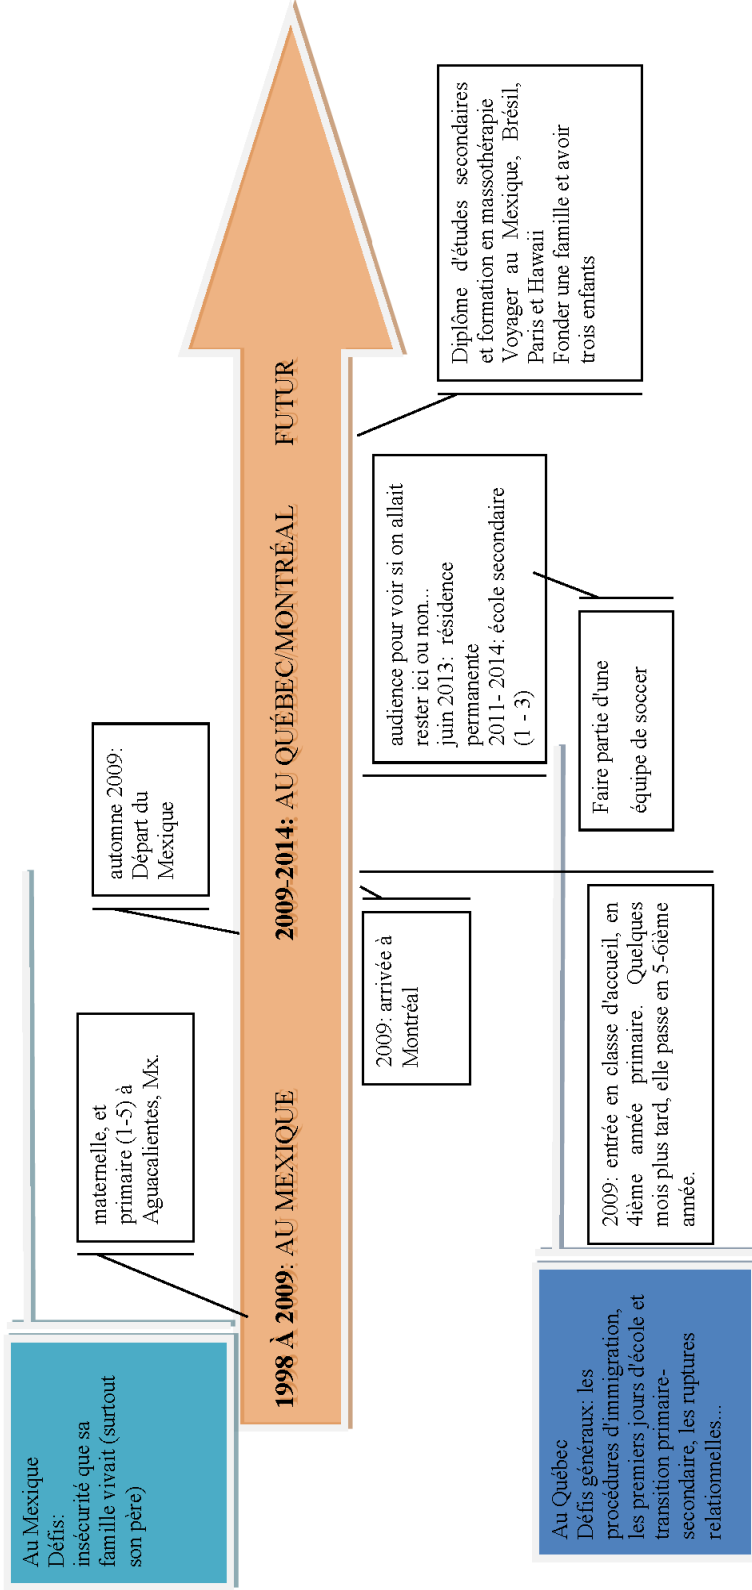 Au Mexique
Défis:
insécurité que sa
famille vivait (surtout
son père)
maternelle, et
primaire (1-5) à
Aguacalientes, Mx.
automne 2009:
Départ du
Mexique
1998 À 2009: AU MEXIQUE
2009-2014: AU QUÉBEC/MONTRÉAL
FUTUR
2009: arrivée à
Montréal
audience pour voir si on allait
rester ici ou non...
juin 2013: résidence
permanente
2011- 2014: école secondaire
(1 - 3)
Diplôme d'études secondaires
et formation en massothérapie
Voyager au Mexique, Brésil,
Paris et Hawaii
Fonder une famille et avoir
trois enfants
Au Québec
Défis généraux: les
procédures d'immigration,
les premiers jours d'école et
transition primaire-
secondaire, les ruptures
relationnelles...
2009: entrée en classe d'accueil, en
4ième année primaire. Quelques
mois plus tard, elle passe en 5-6ième
année.
Faire partie d'une
équipe de soccer